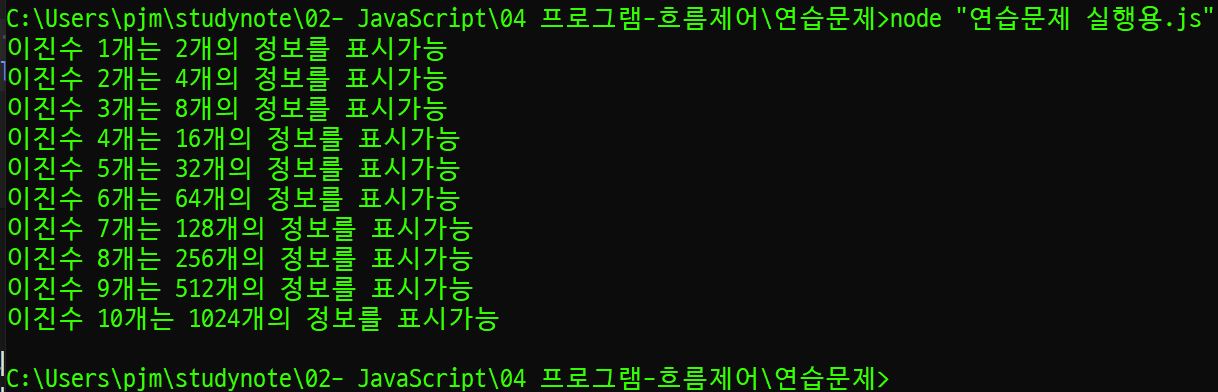 C:\Users\pjm\studynote\02- JavaScript\04 프로그램-흐름제어\연습문제>node "연습문제 실행용.js"
이진수 1개는 2개의 정보를 표시가능
이진수 2개는 4개의 정보를 표시가능
이진수 3개는 8개의 정보를 표시가능
이진수 4개는 16개의 정보를 표시가능
이진수 5개는 32개의 정보를 표시가능
이진수 6개는 64개의 정보를 표시가능
이진수 7개는 128개의 정보를 표시가능
이진수 8개는 256개의 정보를 표시가능
이진수 9개는 512개의 정보를 표시가능
이진수 10개는 1024개의 정보를 표시가능
C:\Users\pjm\studynote\02- JavaScript\04 프로그램-흐름제어\연습문제>